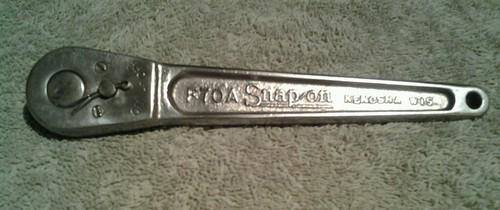 F70A Snap-on KENOSHA WIS.